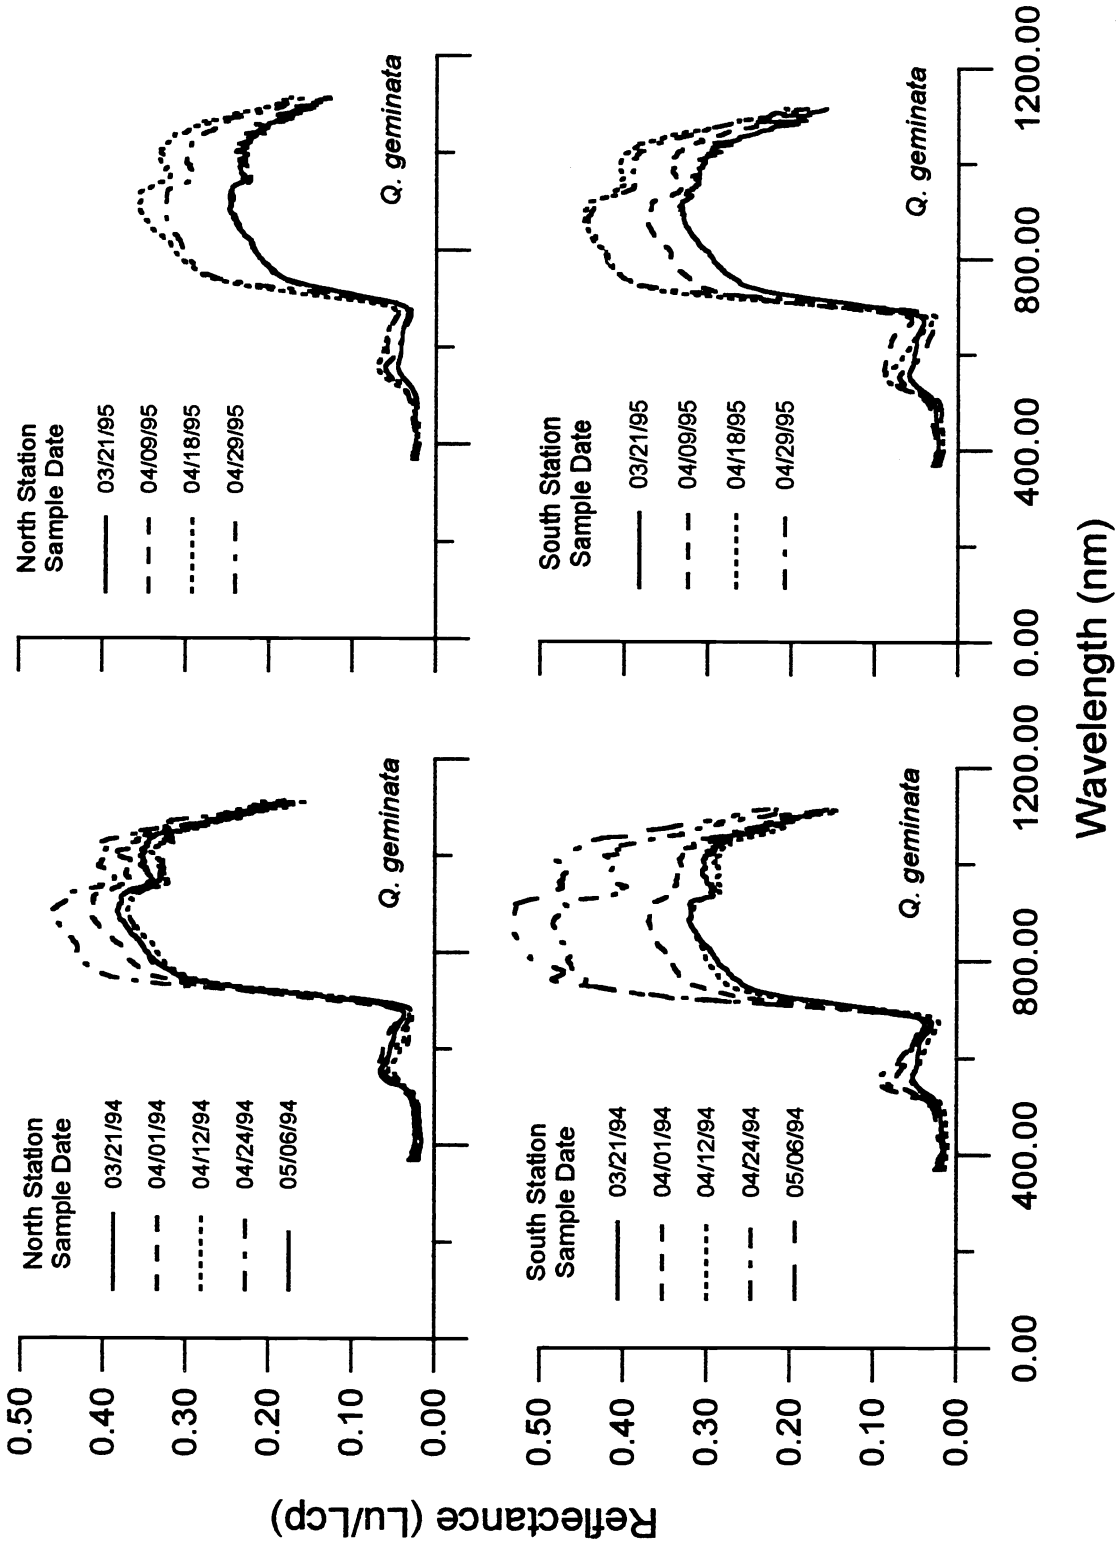 Reflectance (Lu/Lcp)
0.50
0.40
0.30
0.20
0.10
0.00
North Station
Sample Date
03/21/94
04/01/94
04/12/94
04/24/94
05/06/94
Q. geminata
North Station
Sample Date
03/21/95
04/09/95
04/18/95
04/29/95
Q. geminata
0.50
0.40
0.30
0.20
0.10
0.00
South Station
Sample Date
03/21/94
04/01/94
04/12/94
04/24/94
05/06/94
Q. geminata
0.00
400.00
800.00
1200.00
South Station
Sample Date
03/21/95
04/09/95
04/18/95
04/29/95
Q. geminata
0.00
400.00
800.00
1200.00
Wavelength (nm)